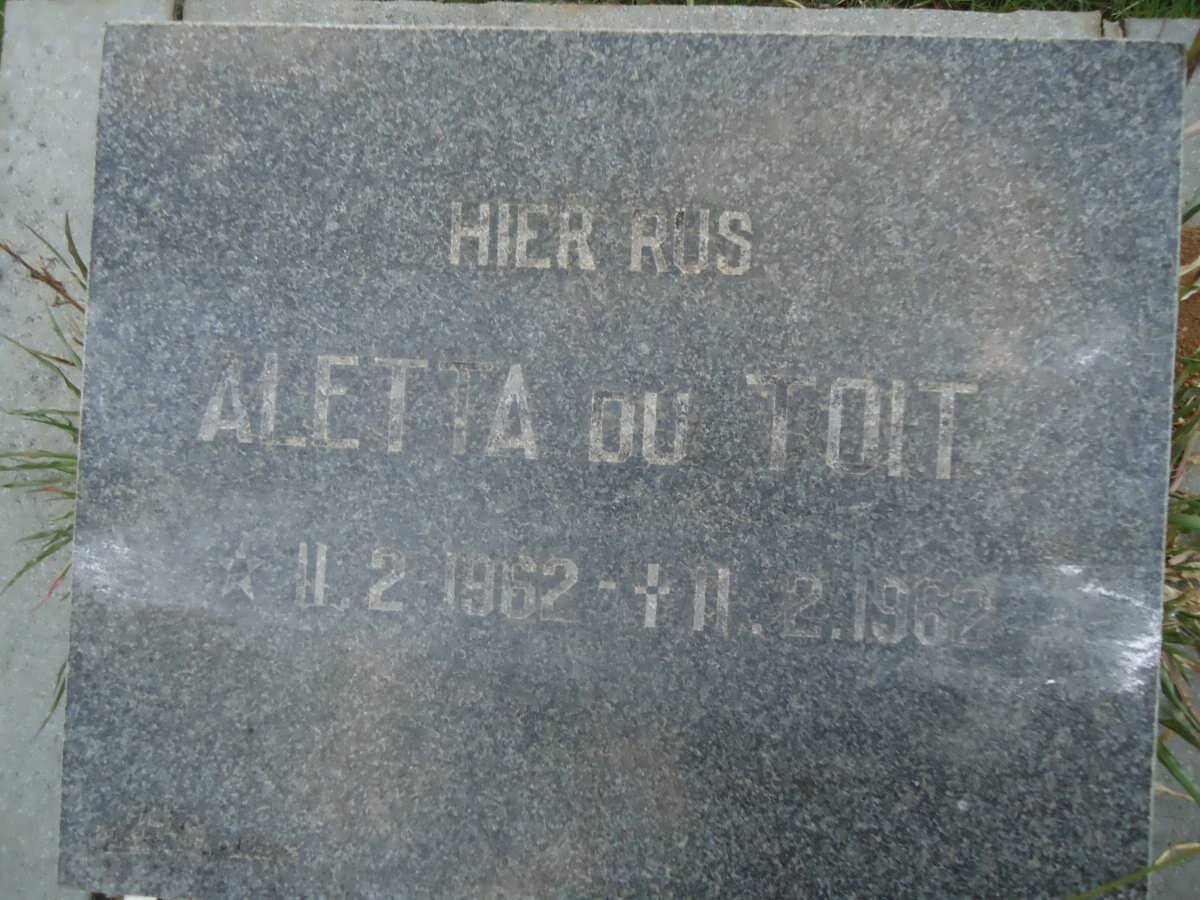 HIER RUS
ALETTA DU TOIT
☆ 11. 2 1962 - ✝ 11. 2. 1962